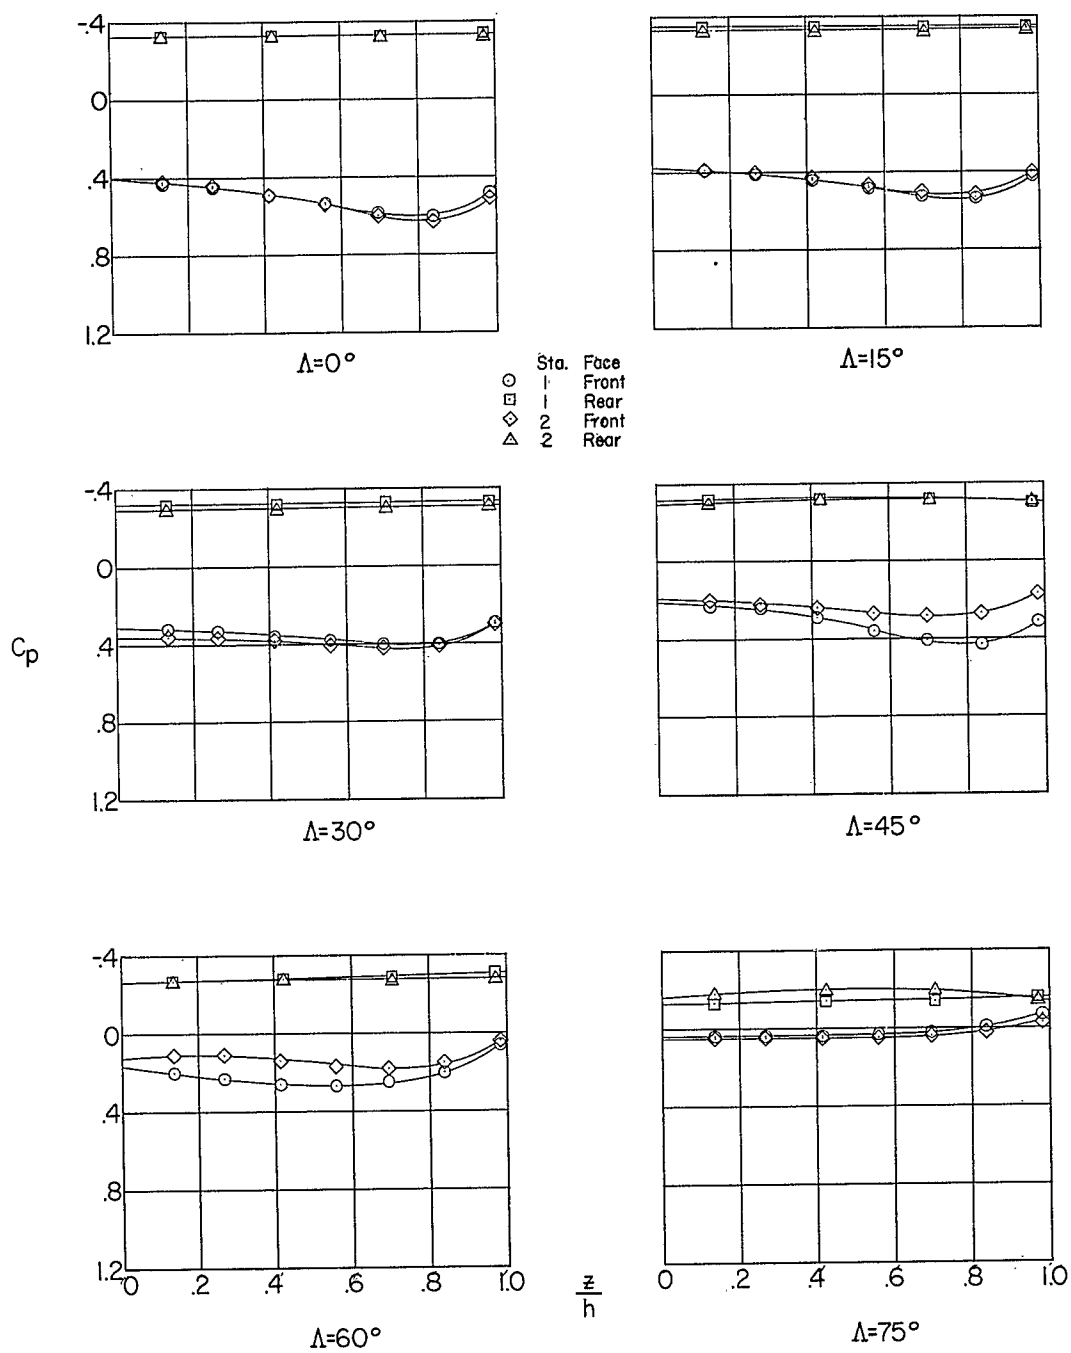 -.4
0
.4
.8
1.2
Λ=0°
Λ=15°
Sta. Face
1 Front
1 Rear
2 Front
2 Rear
-.4
0
.4
.8
1.2
Cp
Λ=30°
Λ=45°
-.4
0
.4
.8
1.2
0 .2 .4 .6 .8 1.0
z
h
0 .2 .4 .6 .8 1.0
Λ=60°
Λ=75°